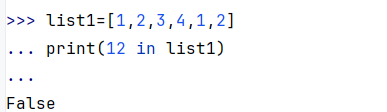 >>> list1=[1,2,3,4,1,2]
... print(12 in list1)
...
False